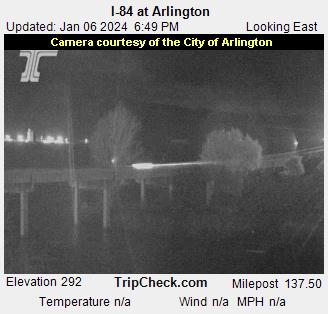 I-84 at Arlington
Updated: Jan 06 2024 6:49 PM Looking East
Camera courtesy of the City of Arlington
Elevation 292 TripCheck.com Milepost 137.50
Temperature n/a Wind n/a MPH n/a